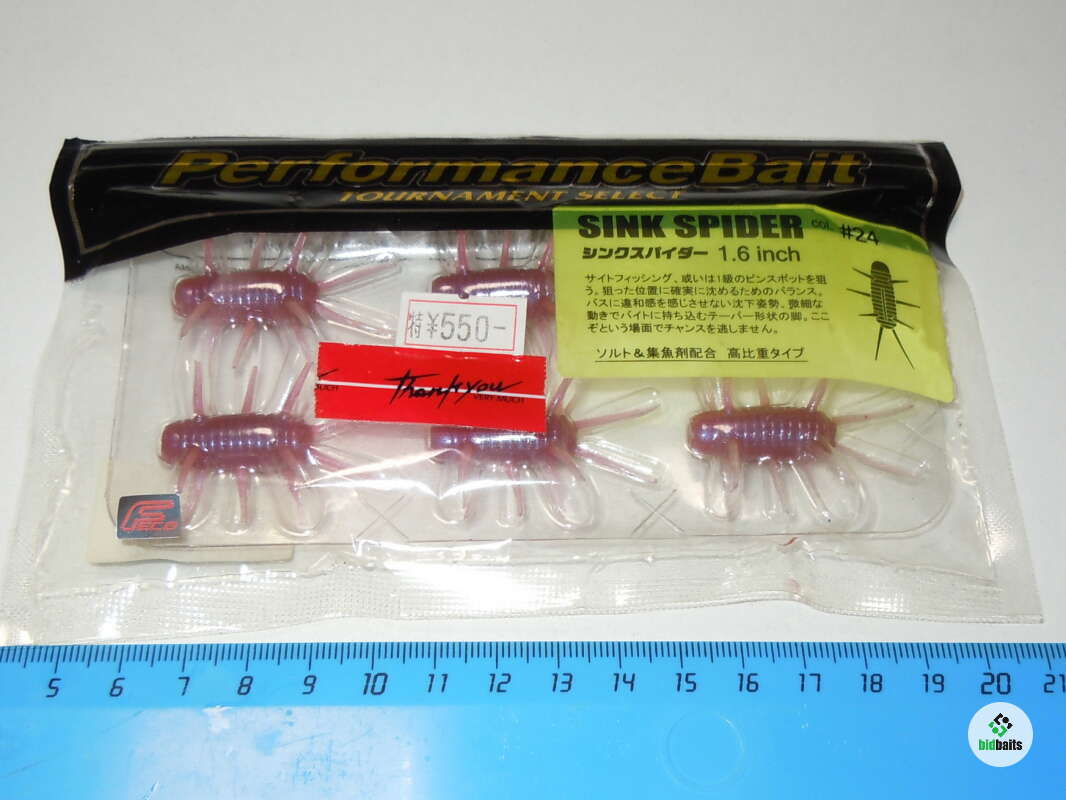 PerformanceBait
TOURNAMENT SELECT
SINK SPIDER col. #24
シンクスパイダー 1.6 inch
サイトフィッシング、或いは1級のピンスポットを狙
う。狙った位置に確実に沈めるためのバランス。
バスに違和感を感じさせない沈下姿勢、微細な
動きでバイトに持ち込むテーパー形状の脚。ここ
ぞという場面でチャンスを逃しません。
ソルト&集魚剤配合 高比重タイプ
特 ¥550-
Thank you
VERY MUCH
FECO
5 6 7 8 9 10 11 12 13 14 15 16 17 18 19 20 21
bidbaits